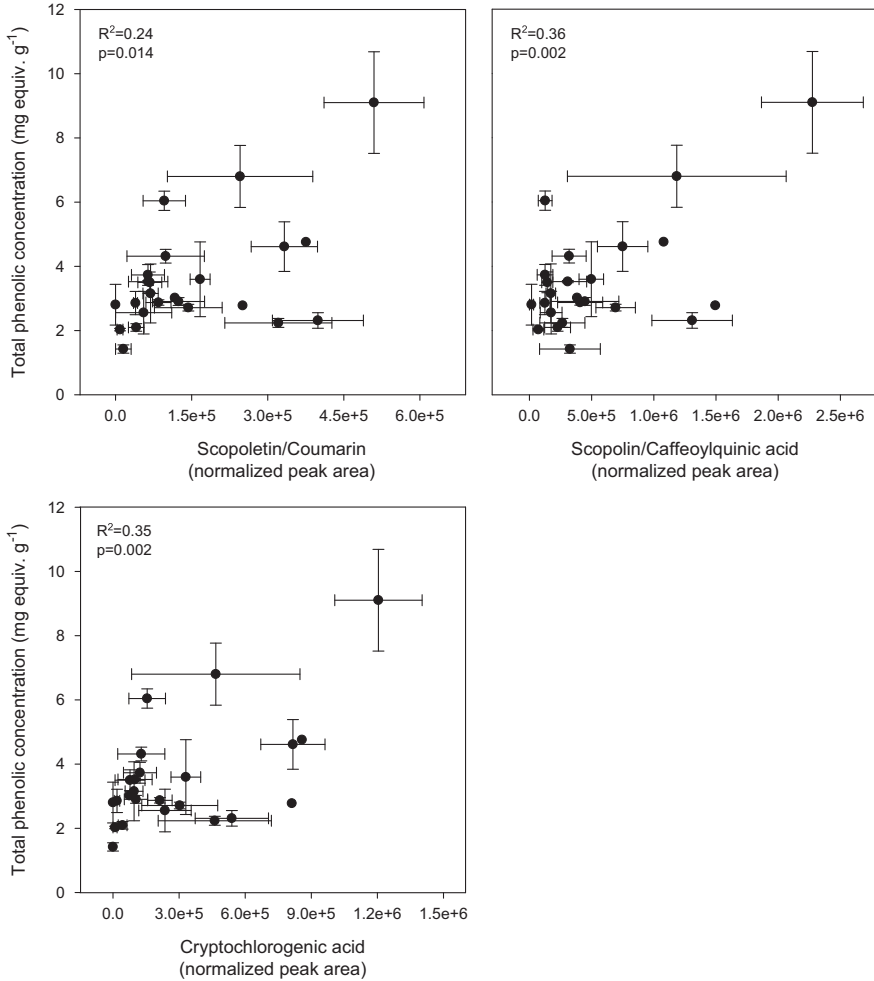 Total phenolic concentration (mg equiv. g-1)
12
10
8
6
4
2
0
R2=0.24
p=0.014
0.0 1.5e+5 3.0e+5 4.5e+5 6.0e+5
Scopoletin/Coumarin
(normalized peak area)
R2=0.36
p=0.002
0.0 5.0e+5 1.0e+6 1.5e+6 2.0e+6 2.5e+6
Scopolin/Caffeoylquinic acid
(normalized peak area)
Total phenolic concentration (mg equiv. g-1)
12
10
8
6
4
2
0
R2=0.35
p=0.002
0.0 3.0e+5 6.0e+5 9.0e+5 1.2e+6 1.5e+6
Cryptochlorogenic acid
(normalized peak area)